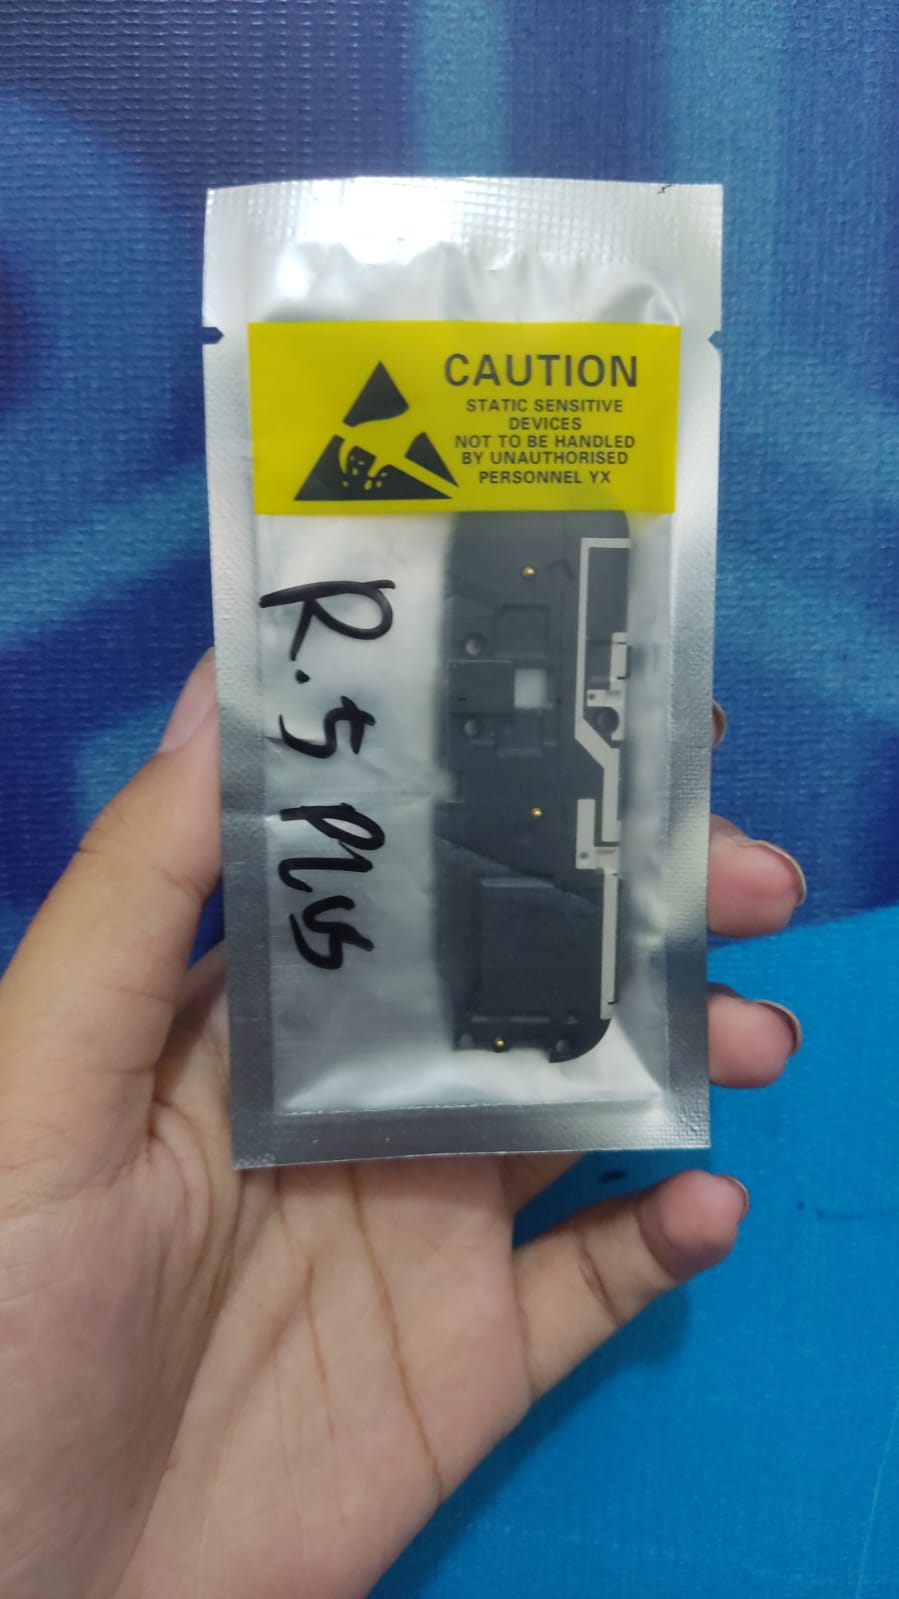 CAUTION
STATIC SENSITIVE
DEVICES
NOT TO BE HANDLED
BY UNAUTHORISED
PERSONNEL YX
R.5 PLUS